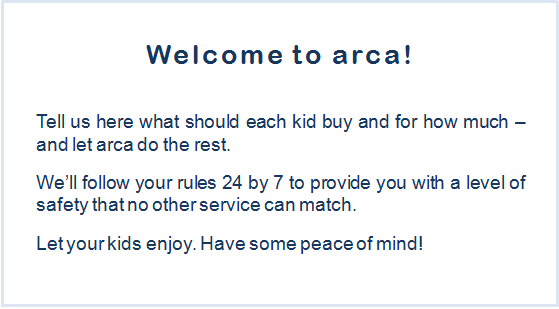 Welcome to arca!
Tell us here what should each kid buy and for how much –
and let arca do the rest.
We'll follow your rules 24 by 7 to provide you with a level of
safety that no other service can match.
Let your kids enjoy. Have some peace of mind!